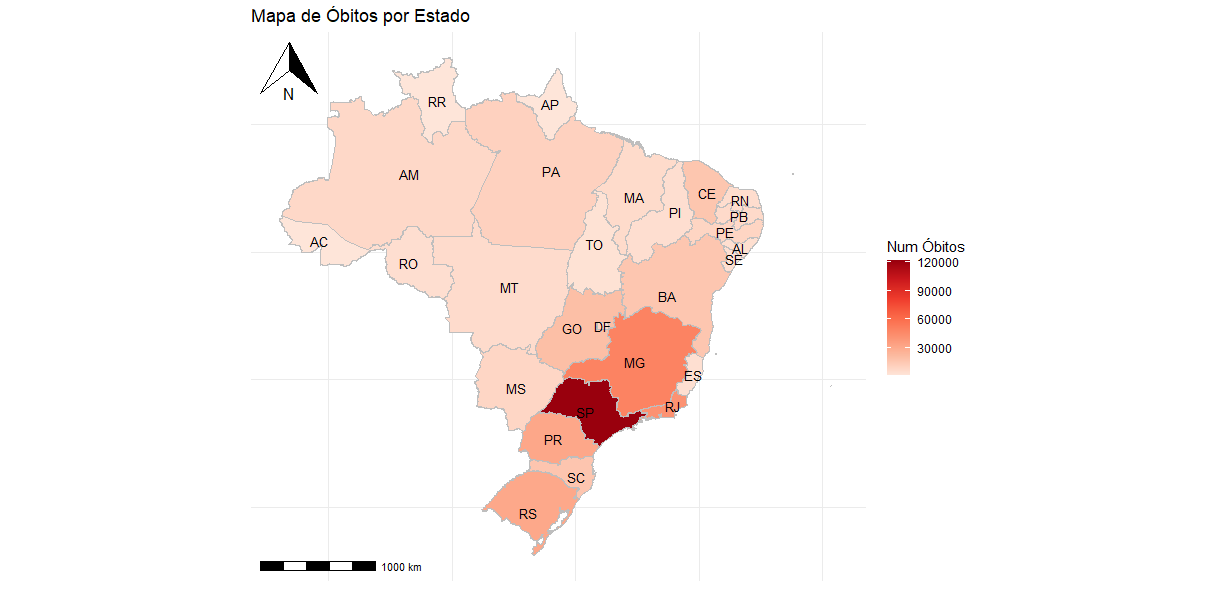 Mapa de Óbitos por Estado
N
RR
AP
AM
PA
MA
CE
RN
PI
PB
PE
AC
TO
AL
RO
SE
MT
BA
GO
DF
MG
ES
MS
RJ
SP
PR
SC
RS
Num Óbitos
120000
90000
60000
30000
1000 km